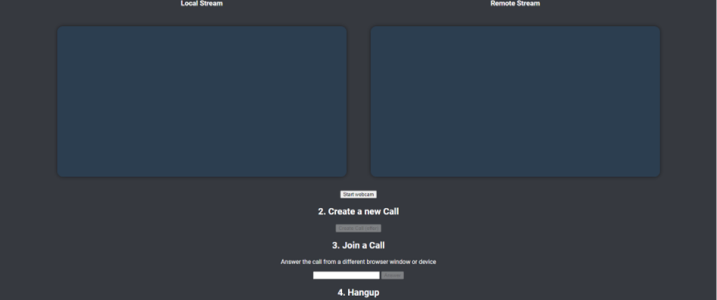 Local Stream
Remote Stream
Start webcam
2. Create a new Call
Create Call (offer)
3. Join a Call
Answer the call from a different browser window or device
Answer
4. Hangup